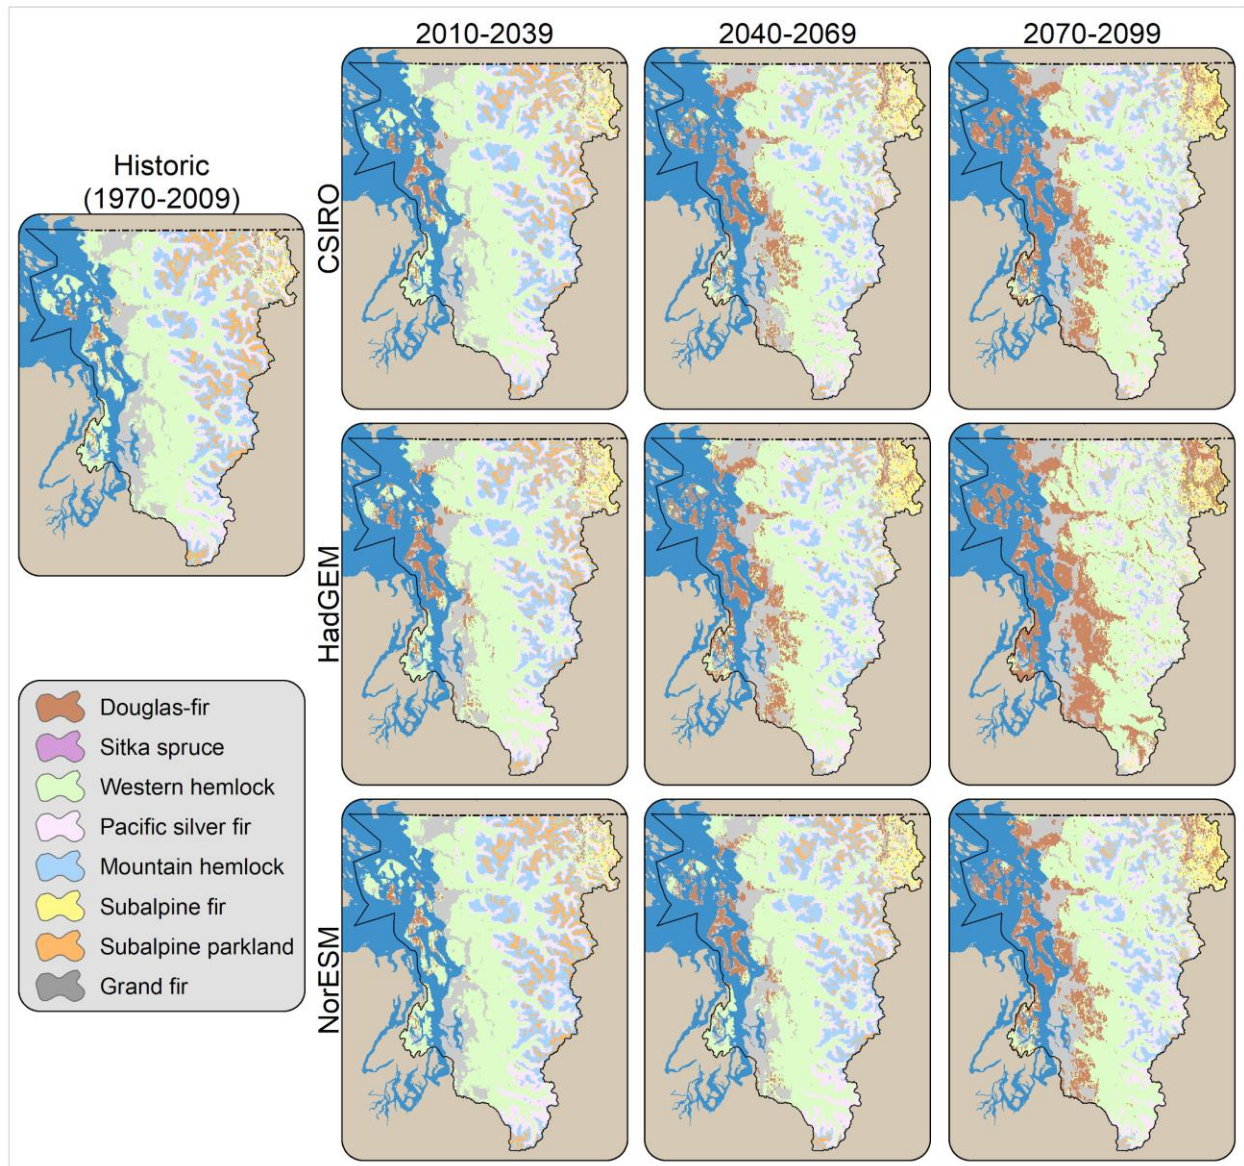 2010-2039
2040-2069
2070-2099
Historic
(1970-2009)
CSIRO
HadGEM
NorESM
Douglas-fir
Sitka spruce
Western hemlock
Pacific silver fir
Mountain hemlock
Subalpine fir
Subalpine parkland
Grand fir